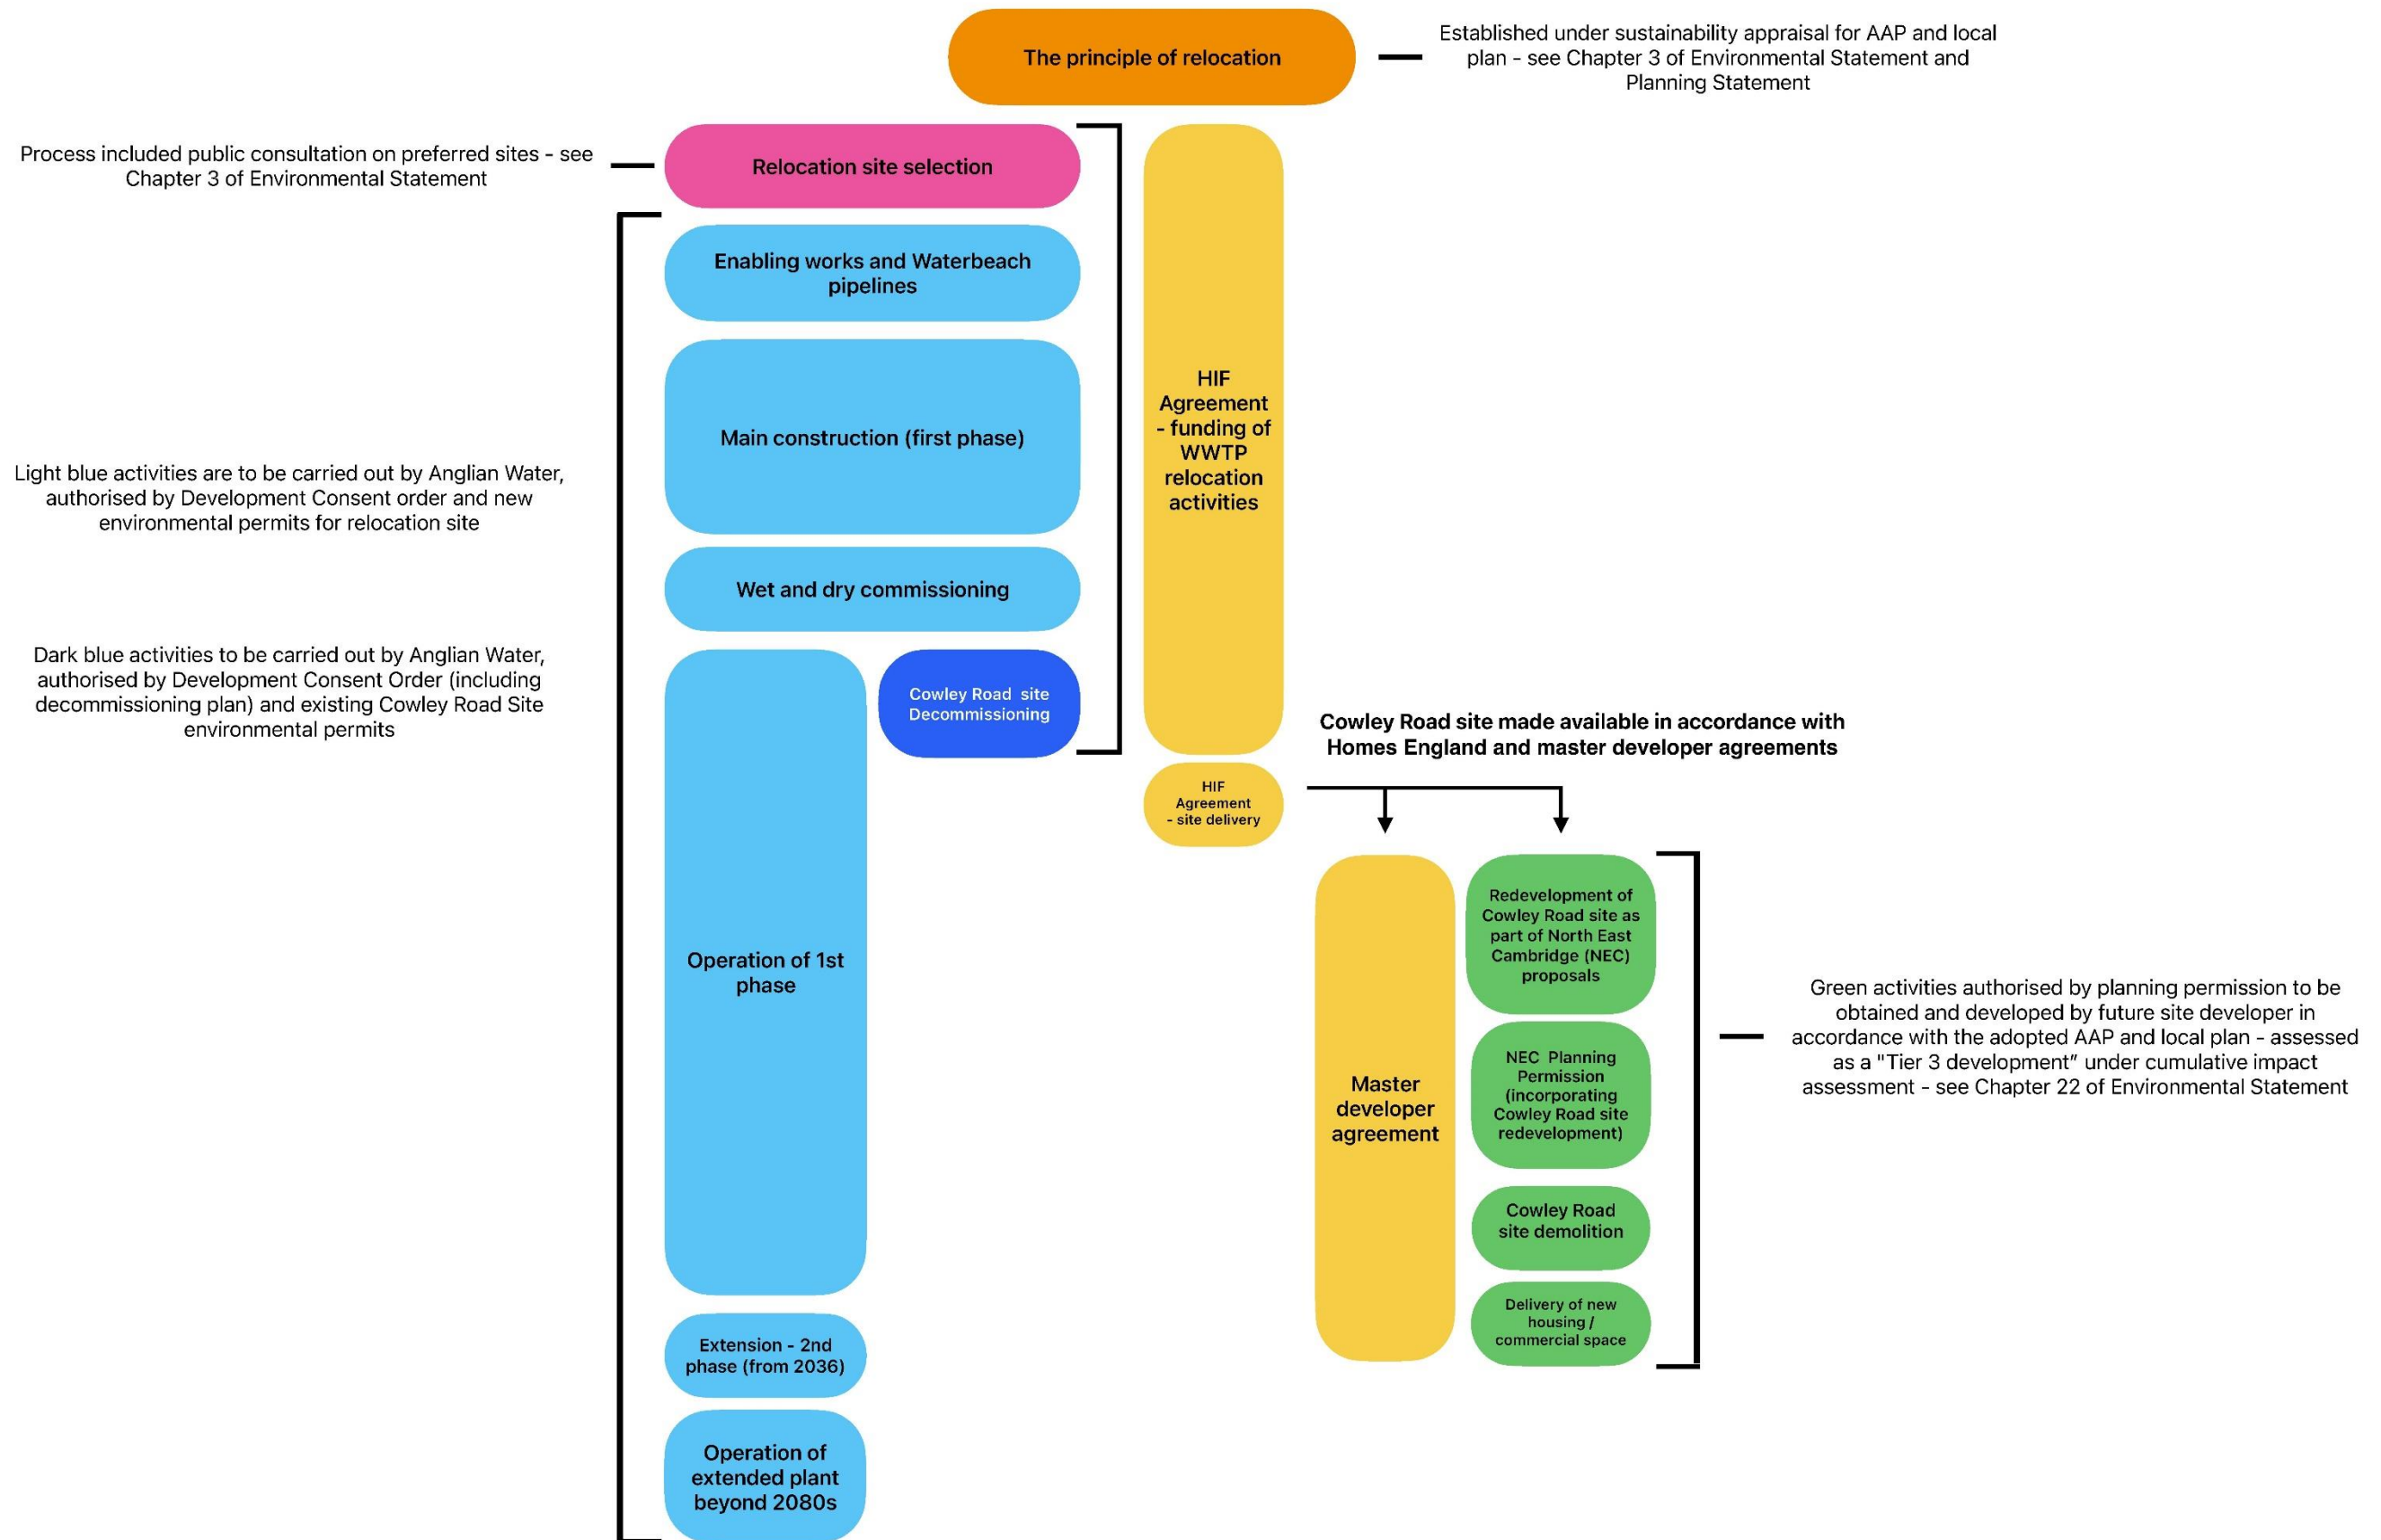 The principle of relocation
Established under sustainability appraisal for AAP and local
plan - see Chapter 3 of Environmental Statement and
Planning Statement
Process included public consultation on preferred sites - see
Chapter 3 of Environmental Statement
Relocation site selection
Enabling works and Waterbeach
pipelines
Main construction (first phase)
HIF
Agreement
- funding of
WWTP
relocation
activities
Light blue activities are to be carried out by Anglian Water,
authorised by Development Consent order and new
environmental permits for relocation site
Wet and dry commissioning
Dark blue activities to be carried out by Anglian Water,
authorised by Development Consent Order (including
decommissioning plan) and existing Cowley Road Site
environmental permits
Cowley Road site
Decommissioning
Cowley Road site made available in accordance with
Homes England and master developer agreements
HIF
Agreement
- site delivery
Operation of 1st
phase
Redevelopment of
Cowley Road site as
part of North East
Cambridge (NEC)
proposals
NEC Planning
Permission
(incorporating
Cowley Road site
redevelopment)
Master
developer
agreement
Green activities authorised by planning permission to be
obtained and developed by future site developer in
accordance with the adopted AAP and local plan - assessed
as a "Tier 3 development" under cumulative impact
assessment - see Chapter 22 of Environmental Statement
Cowley Road
site demolition
Delivery of new
housing /
commercial space
Extension - 2nd
phase (from 2036)
Operation of
extended plant
beyond 2080s